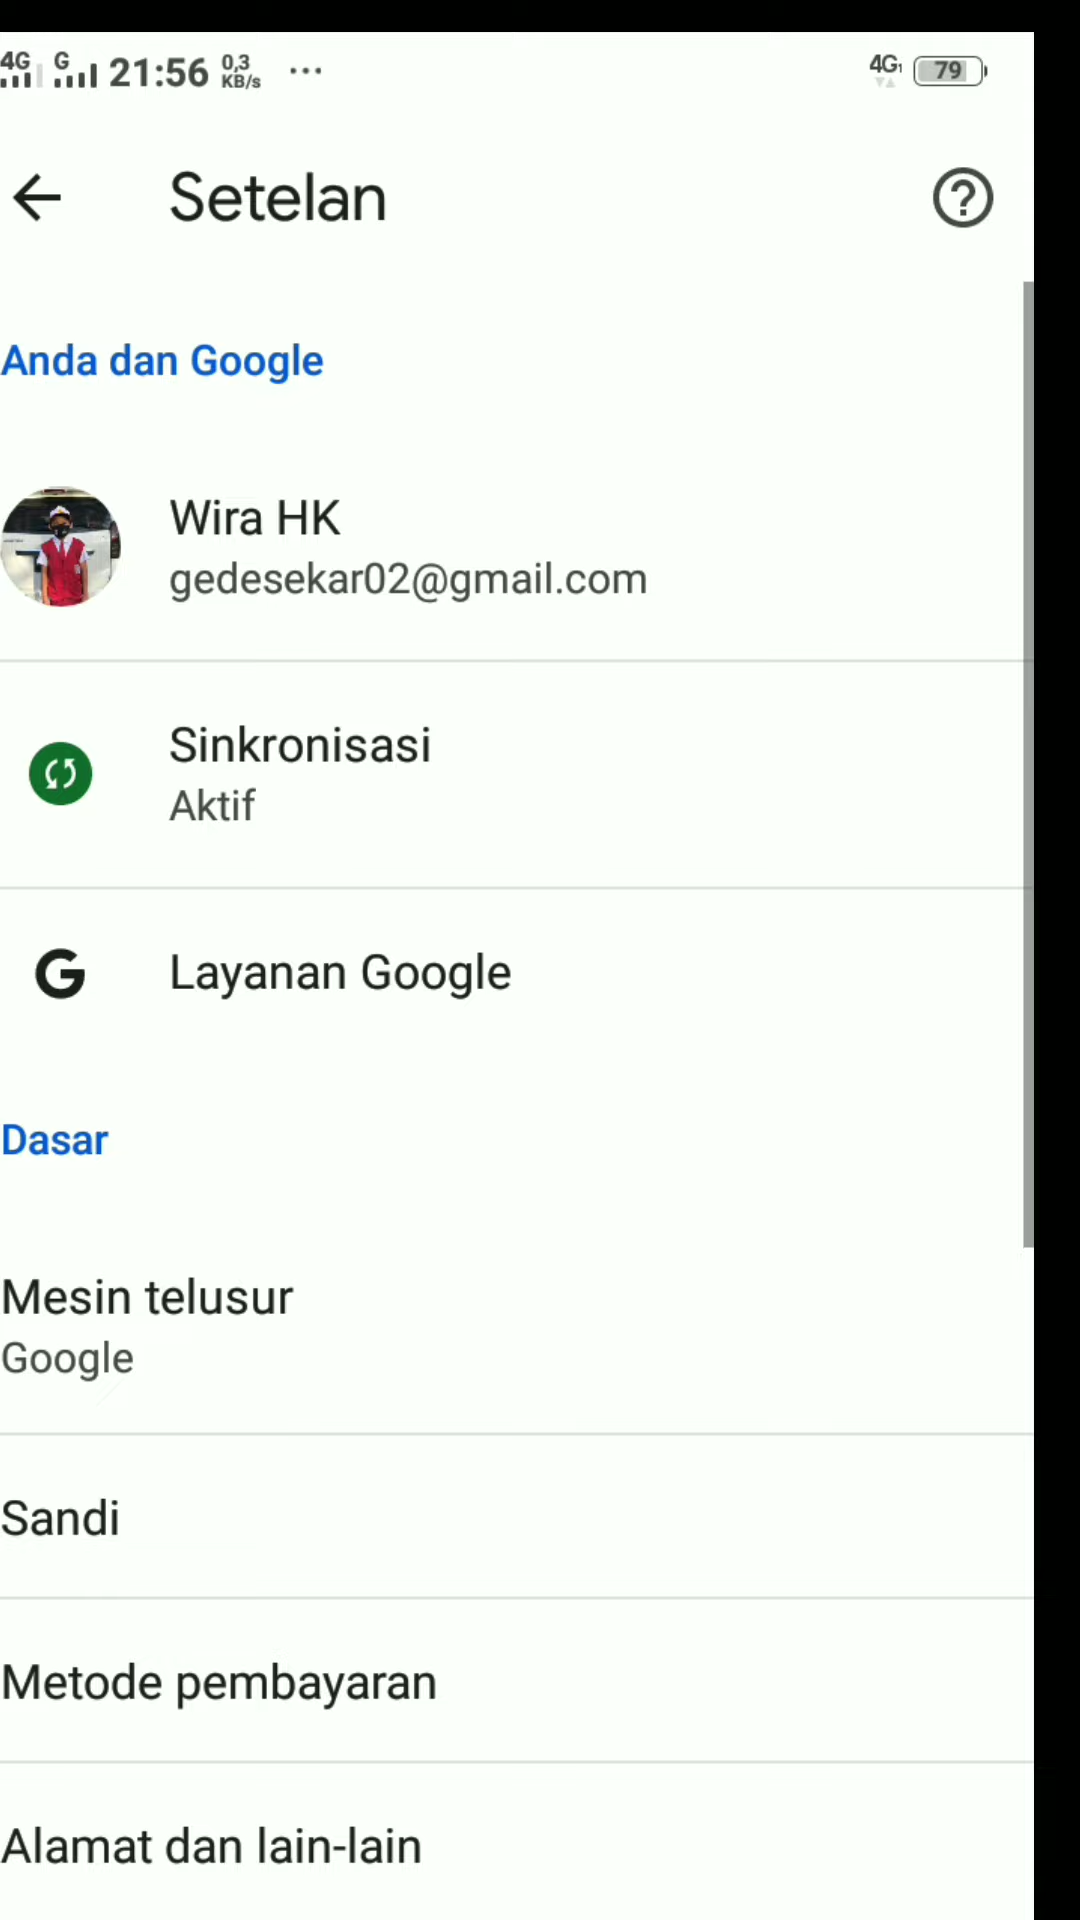 4G G 21:56 0,3 KB/s ... 4G1 79
Setelan
Anda dan Google
Wira HK
gedesekar02@gmail.com
Sinkronisasi
Aktif
G Layanan Google
Dasar
Mesin telusur
Google
Sandi
Metode pembayaran
Alamat dan lain-lain